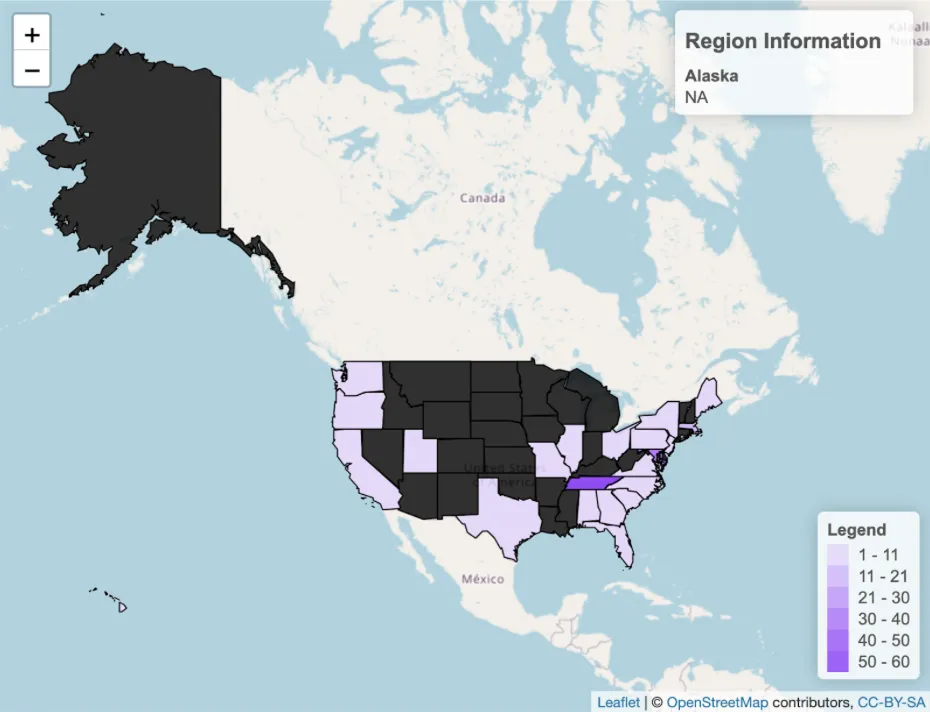 +
−
Region Information
Alaska
NA
Kalaall
Nunaa
Canada
United States
of America
México
Legend
1 - 11
11 - 21
21 - 30
30 - 40
40 - 50
50 - 60
Leaflet | © OpenStreetMap contributors, CC-BY-SA